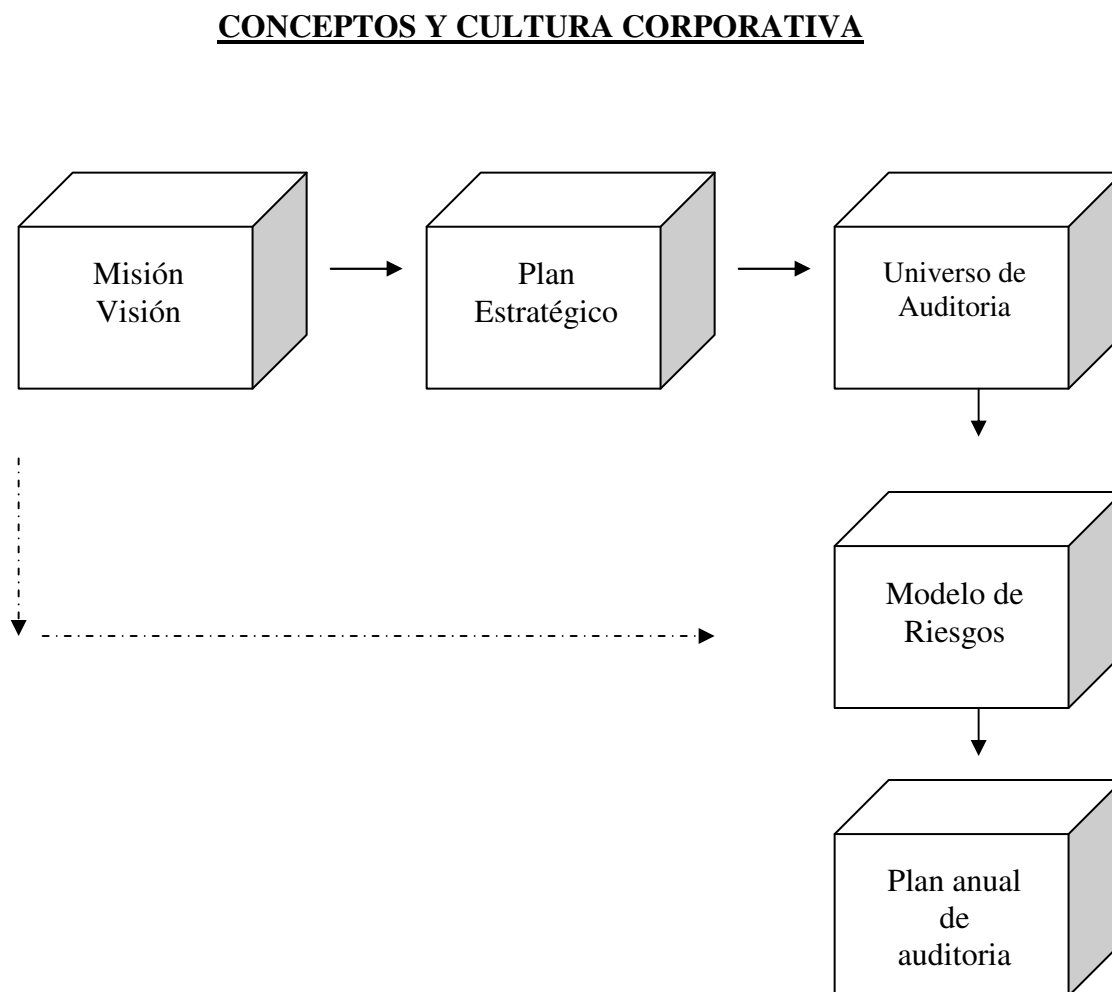 CONCEPTOS Y CULTURA CORPORATIVA
Misión
Visión
Plan
Estratégico
Universo de
Auditoria
Modelo de
Riesgos
Plan anual
de
auditoria